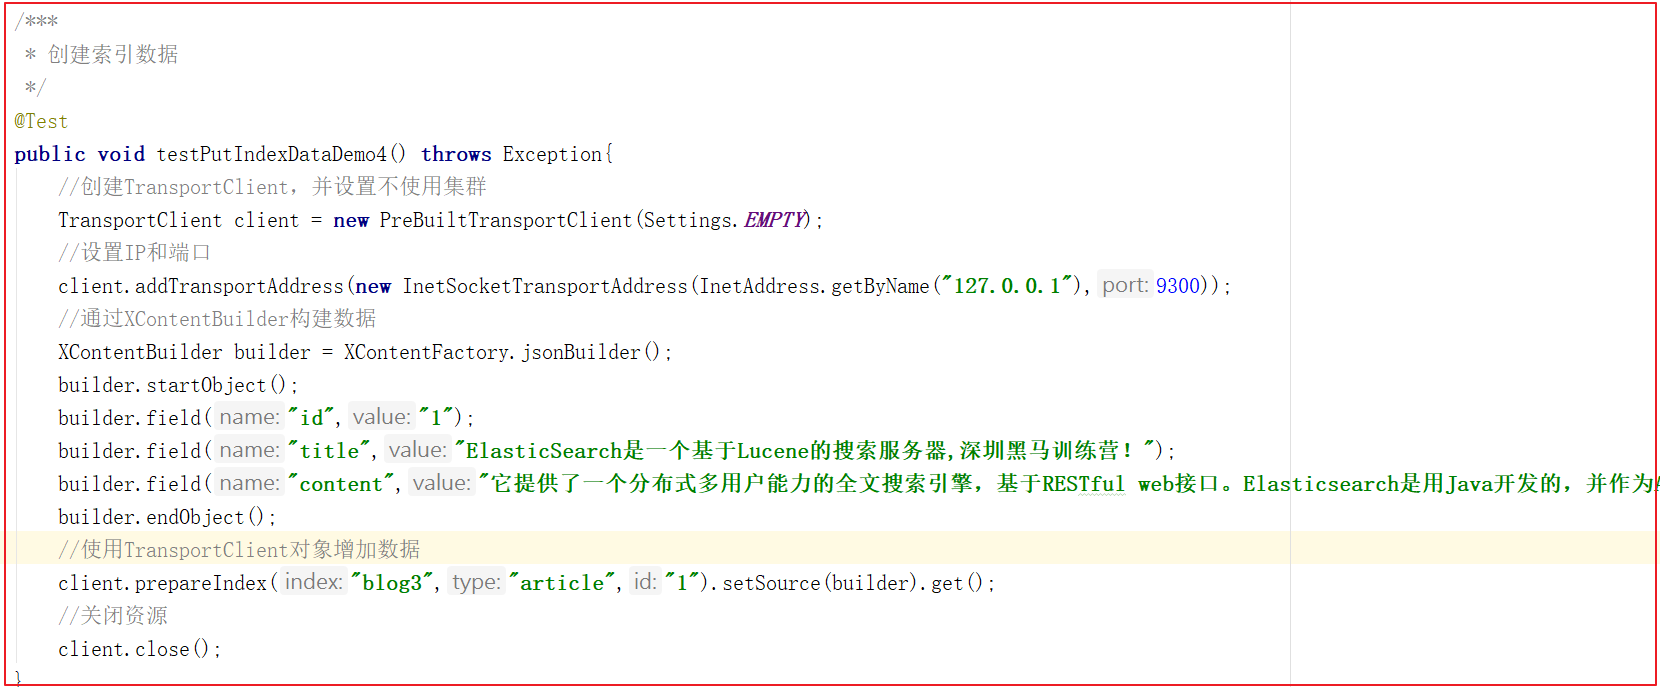 /***
 * 创建索引数据
 */
@Test
public void testPutIndexDataDemo4() throws Exception{
//创建TransportClient，并设置不使用集群
TransportClient client = new PreBuiltTransportClient(Settings.EMPTY);
//设置IP和端口
client.addTransportAddress(new InetSocketTransportAddress(InetAddress.getByName("127.0.0.1"), port: 9300));
//通过XContentBuilder构建数据
XContentBuilder builder = XContentFactory.jsonBuilder();
builder.startObject();
builder.field( name: "id", value: "1");
builder.field( name: "title", value: "ElasticSearch是一个基于Lucene的搜索服务器,深圳黑马训练营！");
builder.field( name: "content", value: "它提供了一个分布式多用户能力的全文搜索引擎，基于RESTful web接口。Elasticsearch是用Java开发的，并作为
builder.endObject();
//使用TransportClient对象增加数据
client.prepareIndex( index: "blog3", type: "article", id: "1").setSource(builder).get();
//关闭资源
client.close();
}